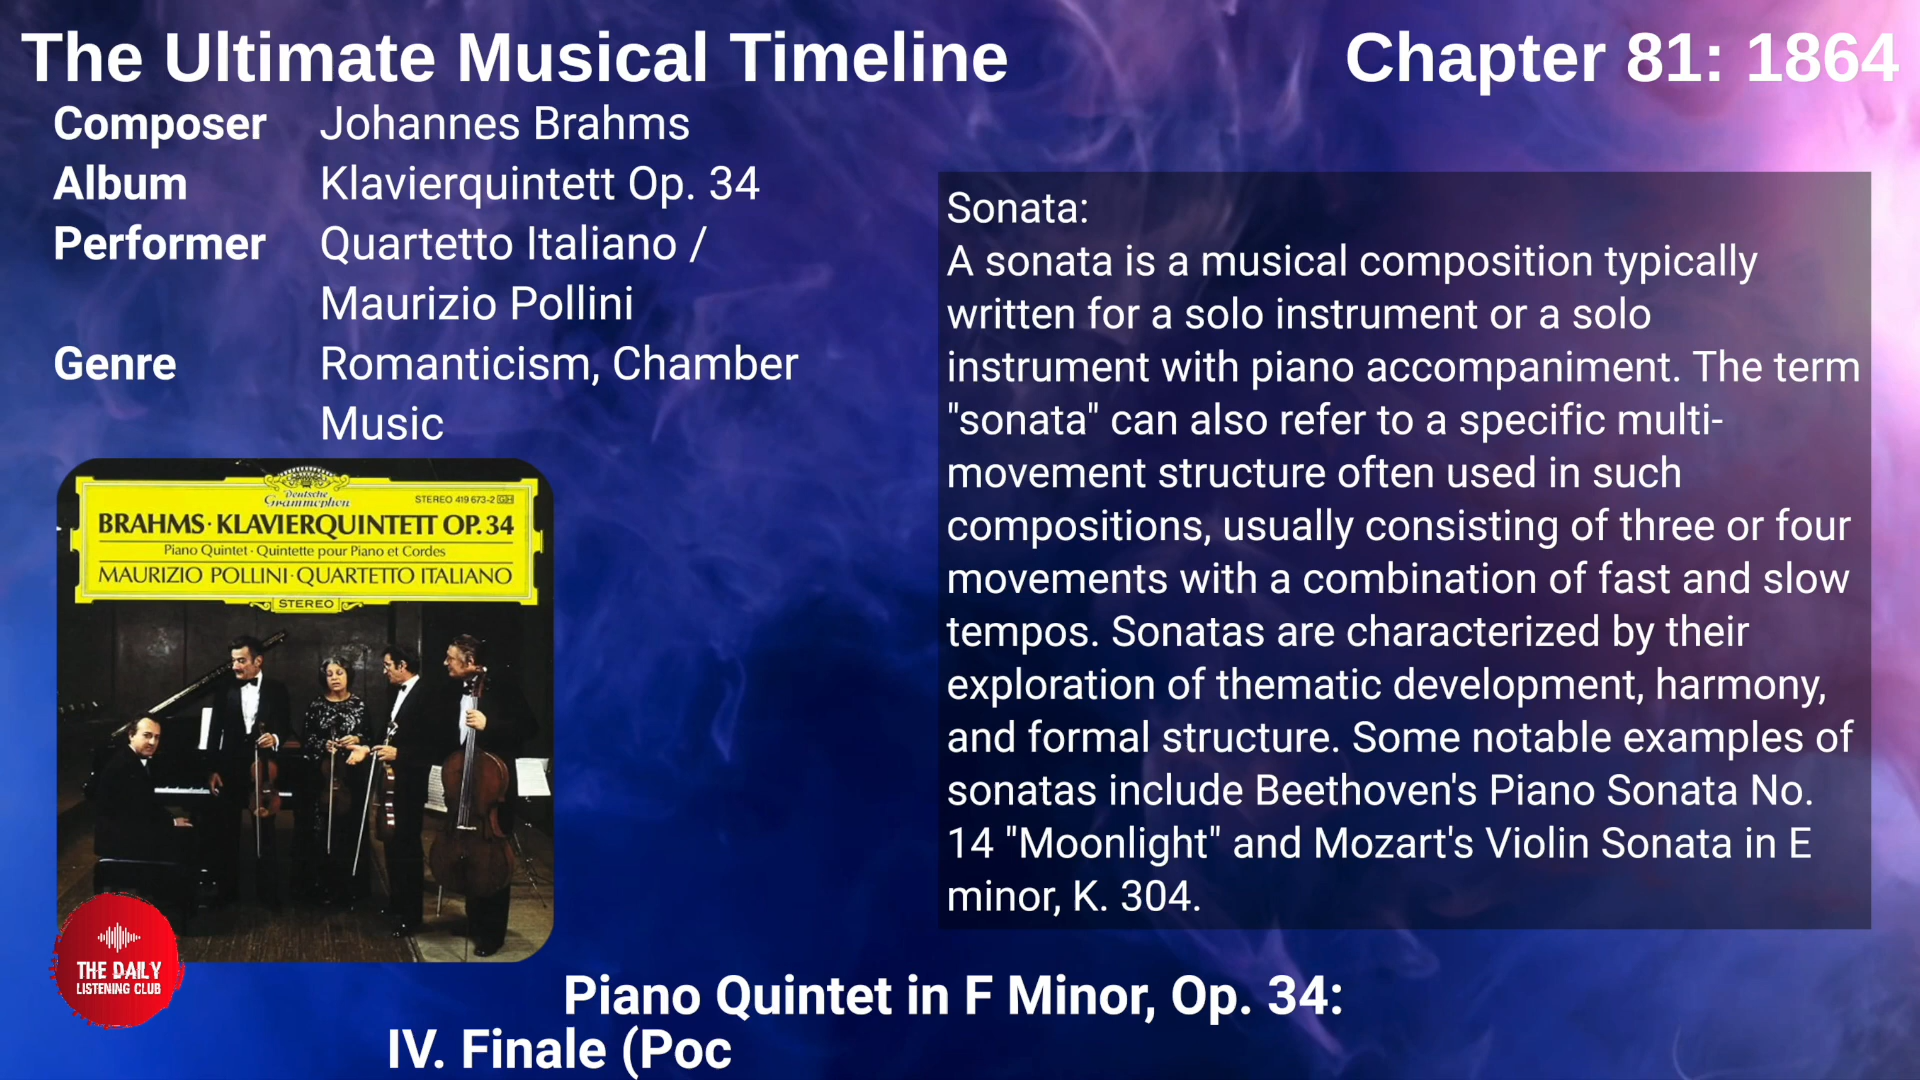 The Ultimate Musical Timeline
Chapter 81: 1864
Composer Johannes Brahms
Album Klavierquintett Op. 34
Performer Quartetto Italiano /
Maurizio Pollini
Genre Romanticism, Chamber
Music
Sonata:
A sonata is a musical composition typically
written for a solo instrument or a solo
instrument with piano accompaniment. The term
"sonata" can also refer to a specific multi-
movement structure often used in such
compositions, usually consisting of three or four
movements with a combination of fast and slow
tempos. Sonatas are characterized by their
exploration of thematic development, harmony,
and formal structure. Some notable examples of
sonatas include Beethoven's Piano Sonata No.
14 "Moonlight" and Mozart's Violin Sonata in E
minor, K. 304.
Deutsche
Grammophon
STEREO 419 673-2 GH
BRAHMS · KLAVIERQUINTETT OP. 34
Piano Quintet · Quintette pour Piano et Cordes
MAURIZIO POLLINI · QUARTETTO ITALIANO
STEREO
THE DAILY
LISTENING CLUB
Piano Quintet in F Minor, Op. 34:
IV. Finale (Poc